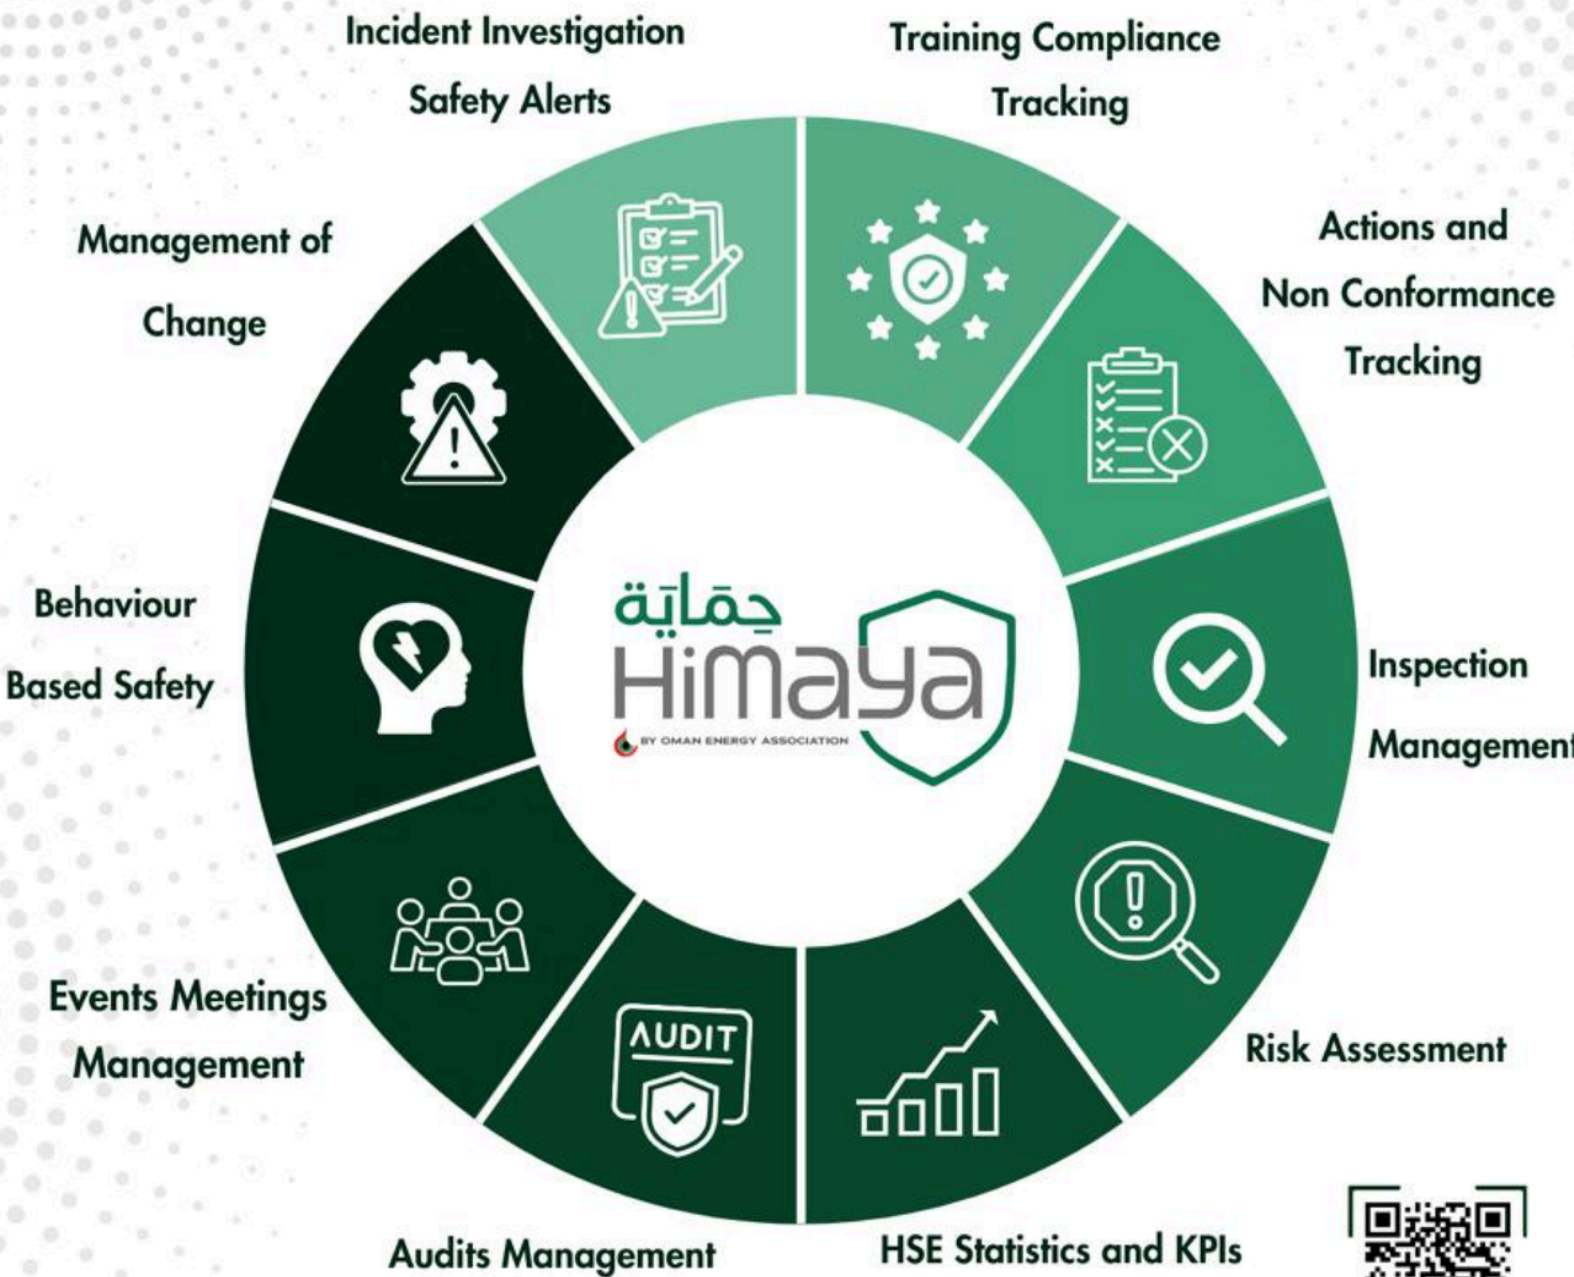 Incident Investigation
Safety Alerts
Training Compliance
Tracking
Actions and
Non Conformance
Tracking
Inspection
Management
Risk Assessment
HSE Statistics and KPIs
Audits Management
AUDIT
Events Meetings
Management
Behaviour
Based Safety
Management of
Change
حِمَايَة
Himaya
BY OMAN ENERGY ASSOCIATION